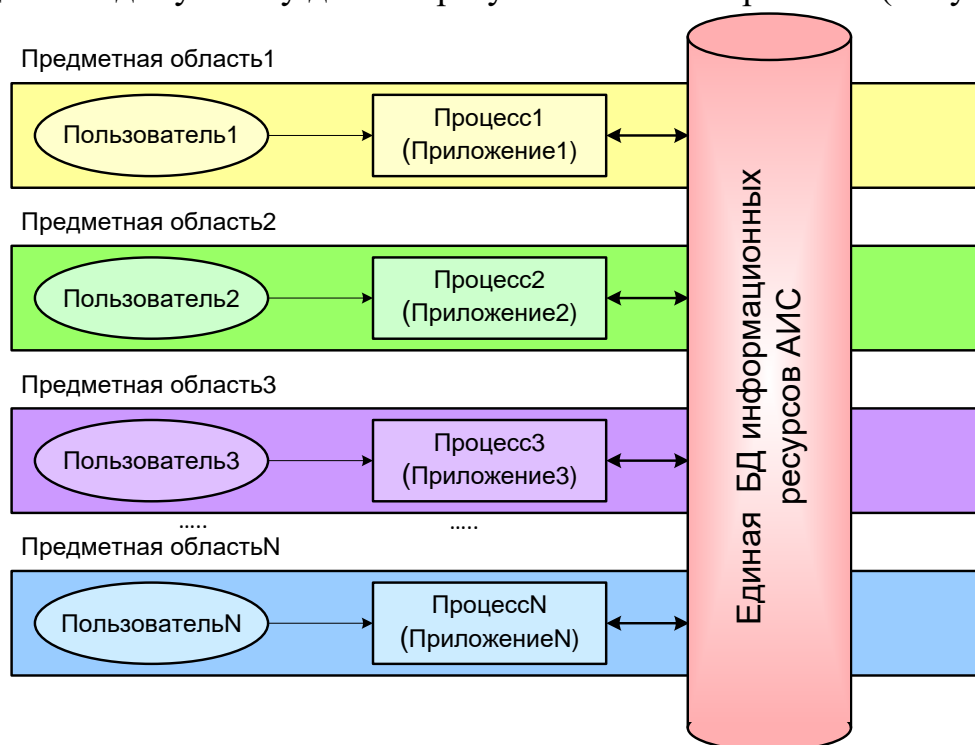 Предметная область1
Пользователь1
Процесс1
(Приложение1)
Предметная область2
Пользователь2
Процесс2
(Приложение2)
Предметная область3
Пользователь3
Процесс3
(Приложение3)
.....
.....
Предметная областьN
ПользовательN
ПроцессN
(ПриложениеN)
Единая БД информационных
ресурсов АИС